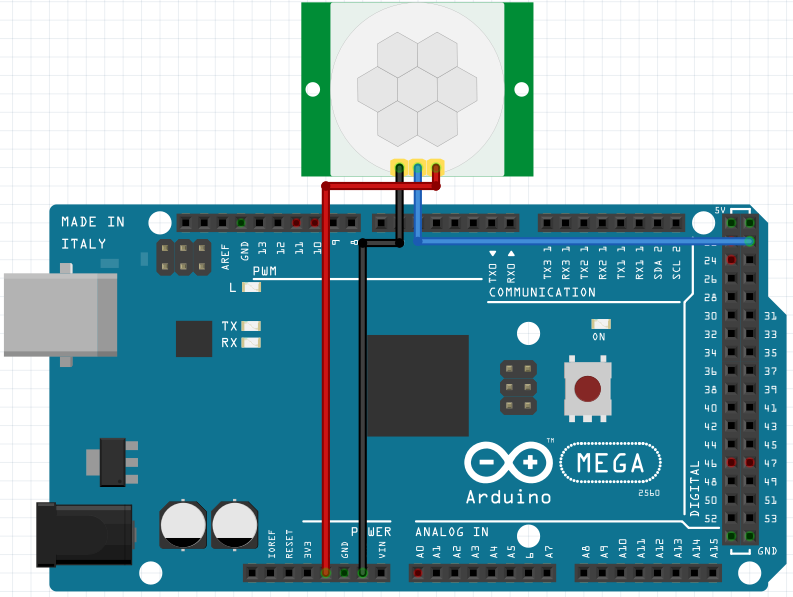 MADE IN
ITALY
AREF
GND
13
12
11
10
9
8
PWM
L
TX
RX
TX0
RX0
TX3
RX3
TX2
RX2
TX1
RX1
SDA
SCL
1
1
1
1
1
1
2
2
COMMUNICATION
5V
24
26
28
30 31
32 33
34 35
36 37
38 39
40 41
42 43
44 45
46 47
48 49
50 51
52 53
GND
DIGITAL
ON
TM
MEGA
Arduino
2560
POWER
ANALOG IN
IOREF
RESET
3V3
GND
VIN
A0
A1
A2
A3
A4
A5
6
A7
A8
A9
A10
A11
A12
A13
A14
A15